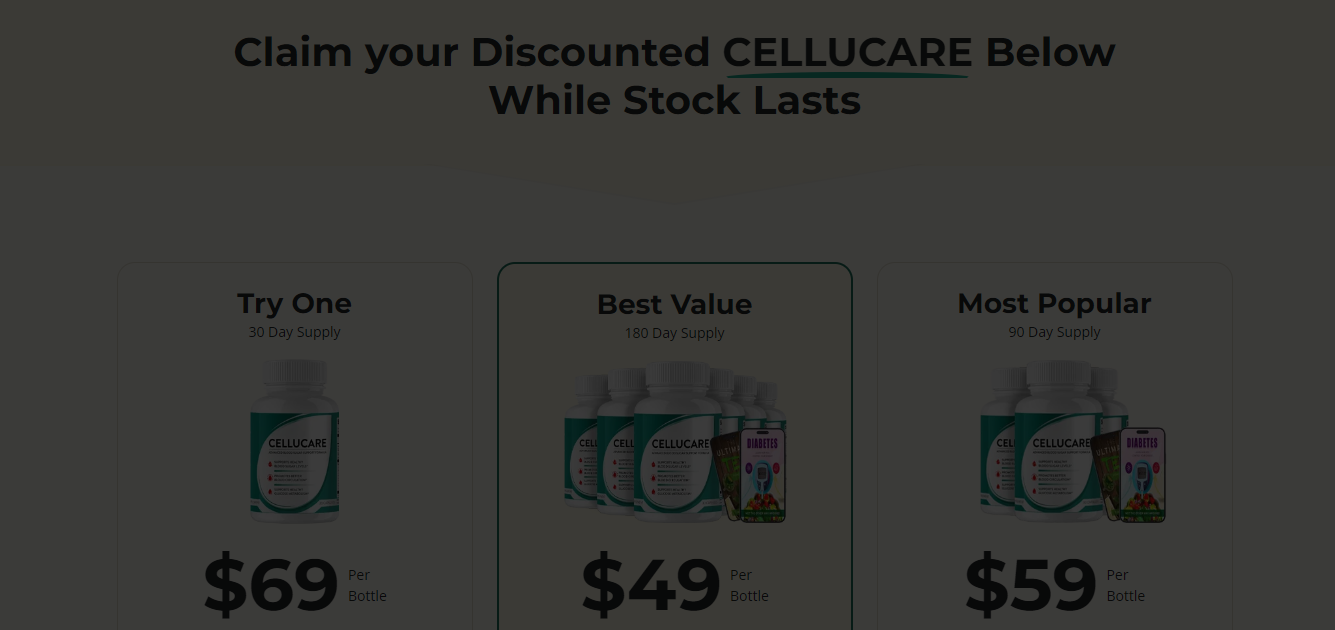 Claim your Discounted CELLUCARE Below
While Stock Lasts
Try One
30 Day Supply
CELLUCARE
$69 Per
Bottle
Best Value
180 Day Supply
CELLUCARE
DIABETES
$49 Per
Bottle
Most Popular
90 Day Supply
CELLUCARE
DIABETES
$59 Per
Bottle